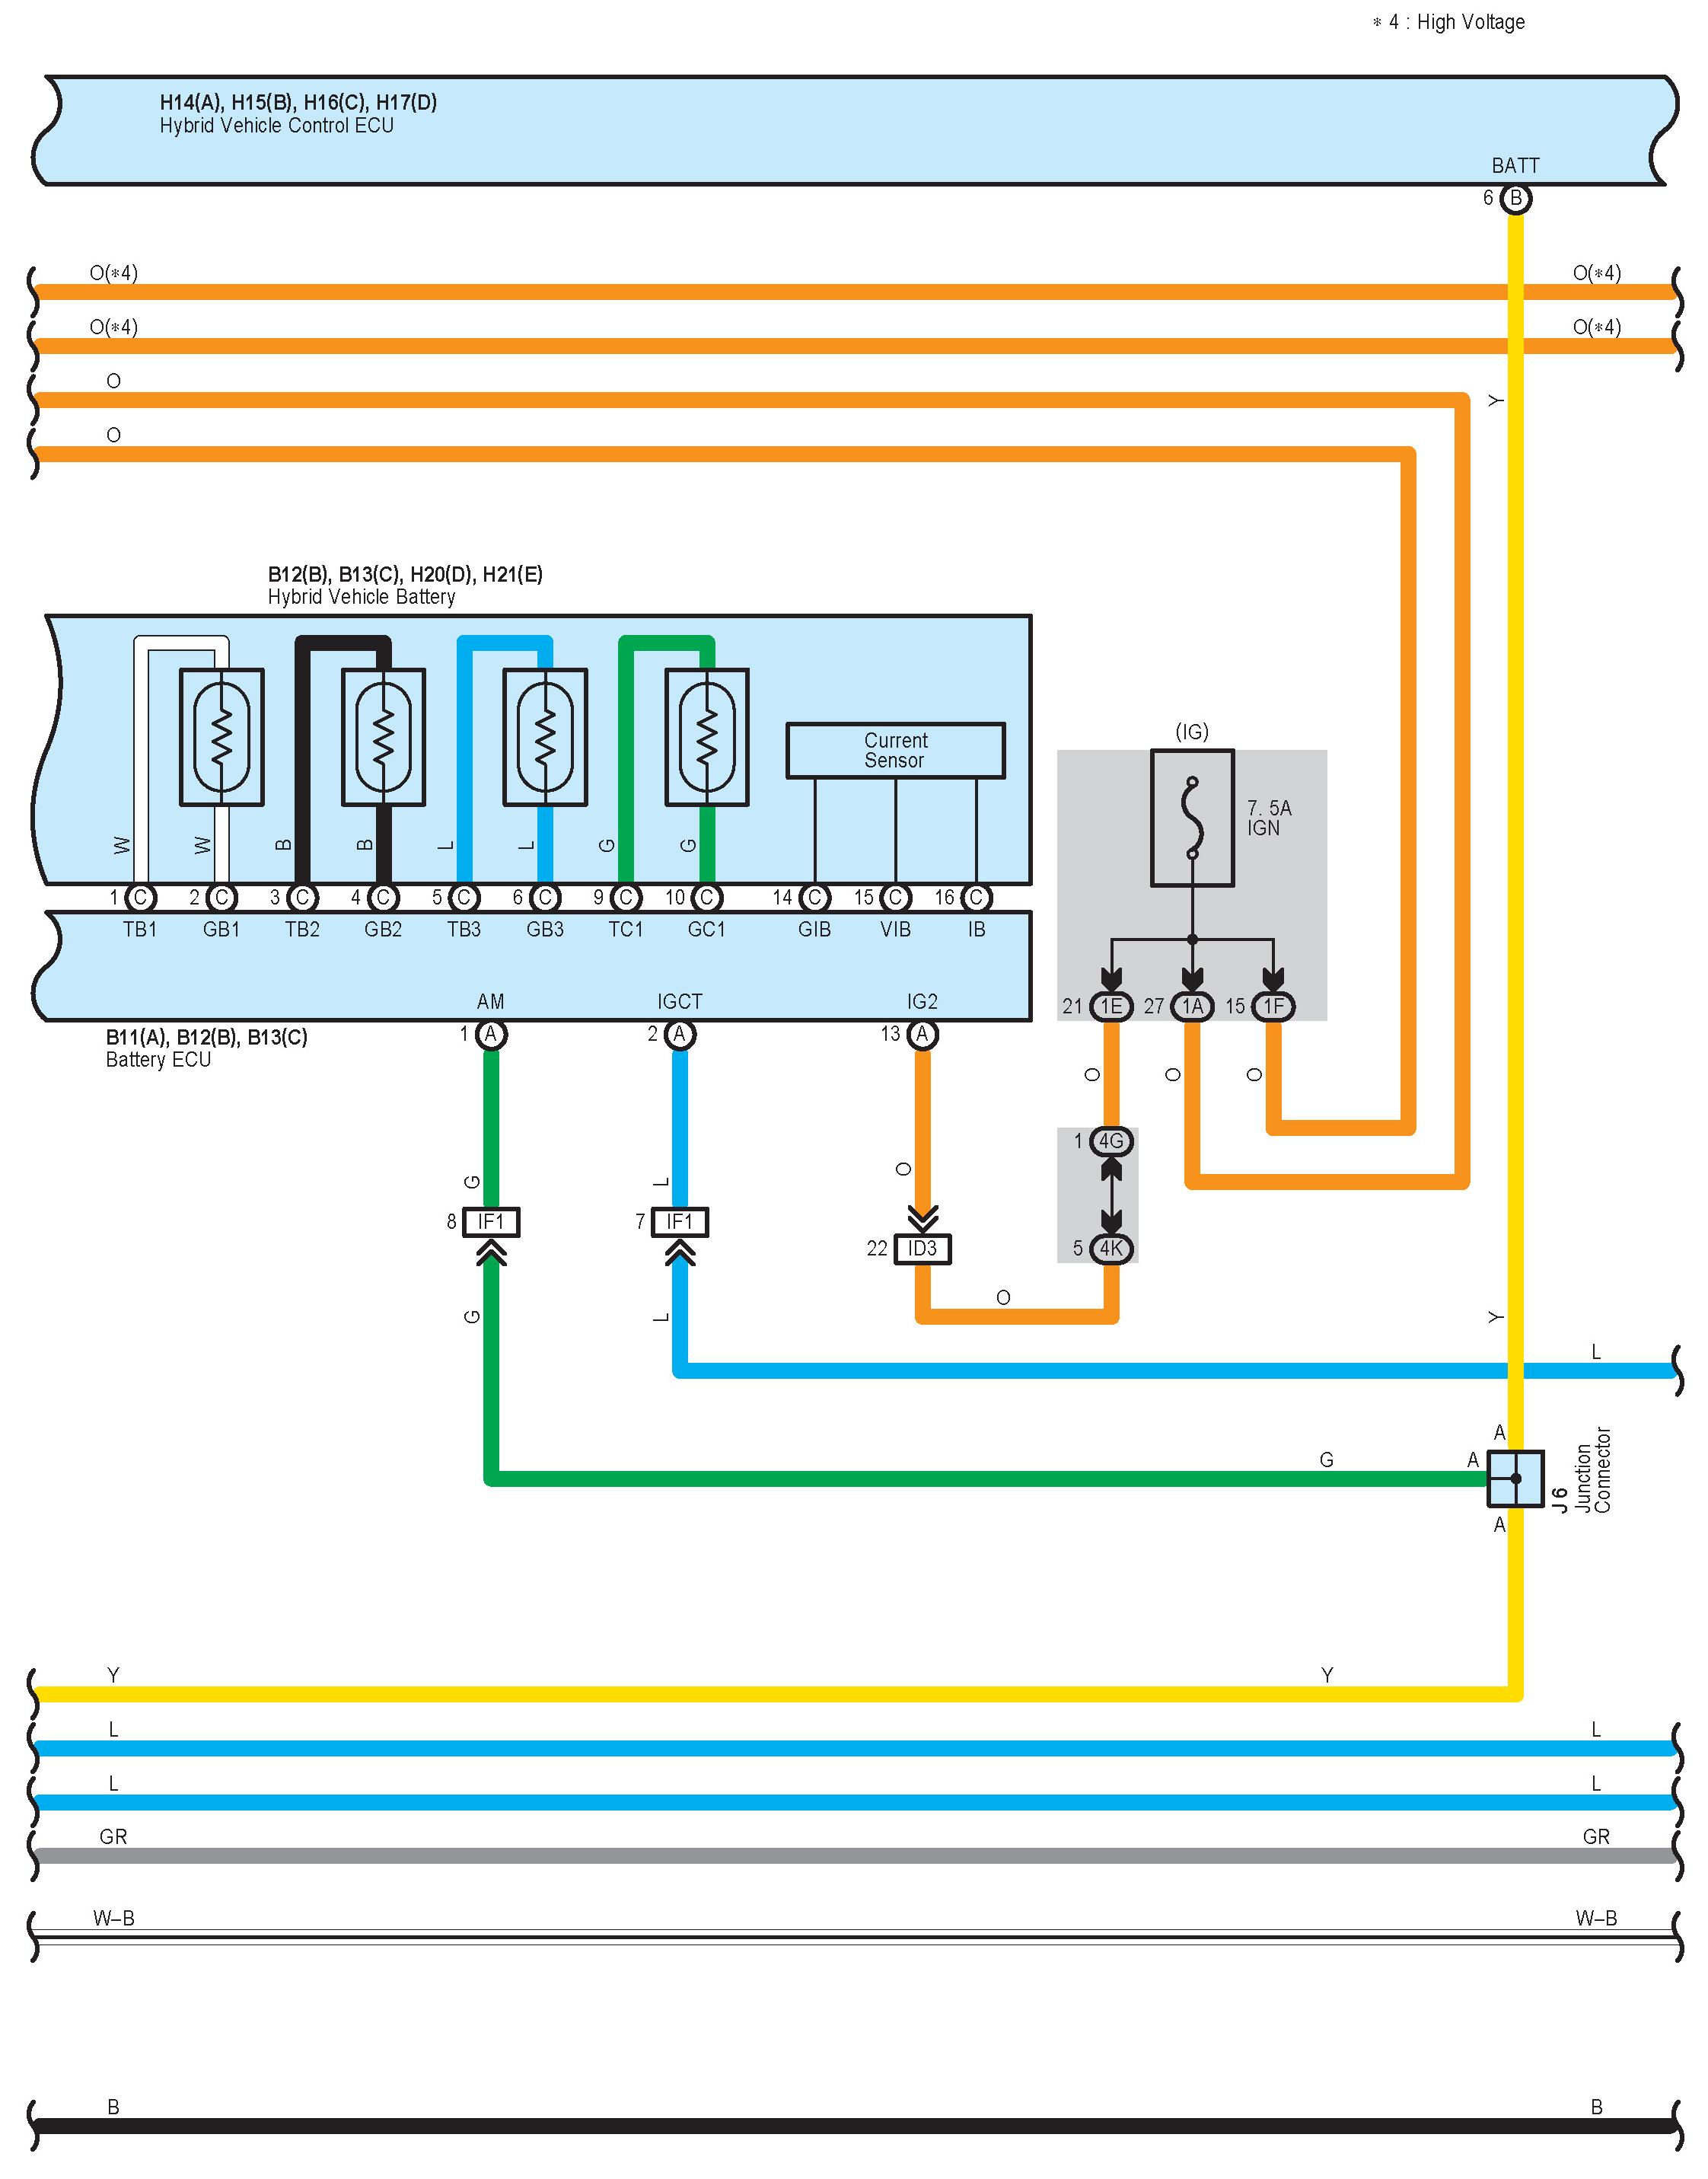 * 4 : High Voltage
H14(A), H15(B), H16(C), H17(D)
Hybrid Vehicle Control ECU
BATT
6 B
O(*4) O(*4)
O(*4) O(*4)
O
Y
O
B12(B), B13(C), H20(D), H21(E)
Hybrid Vehicle Battery
Current
Sensor
(IG)
7. 5A
IGN
W W B B L L G G
1 C 2 C 3 C 4 C 5 C 6 C 9 C 10 C 14 C 15 C 16 C
TB1 GB1 TB2 GB2 TB3 GB3 TC1 GC1 GIB VIB IB
AM IGCT IG2
21 1E 27 1A 15 1F
1 A 2 A 13 A
B11(A), B12(B), B13(C)
Battery ECU
O O O
1 4G
G L O
8 IF1 7 IF1 22 ID3 5 4K
O
G L Y
L
A
G A
J 6
Junction
Connector
A
Y Y
L L
L L
GR GR
W–B W–B
B B